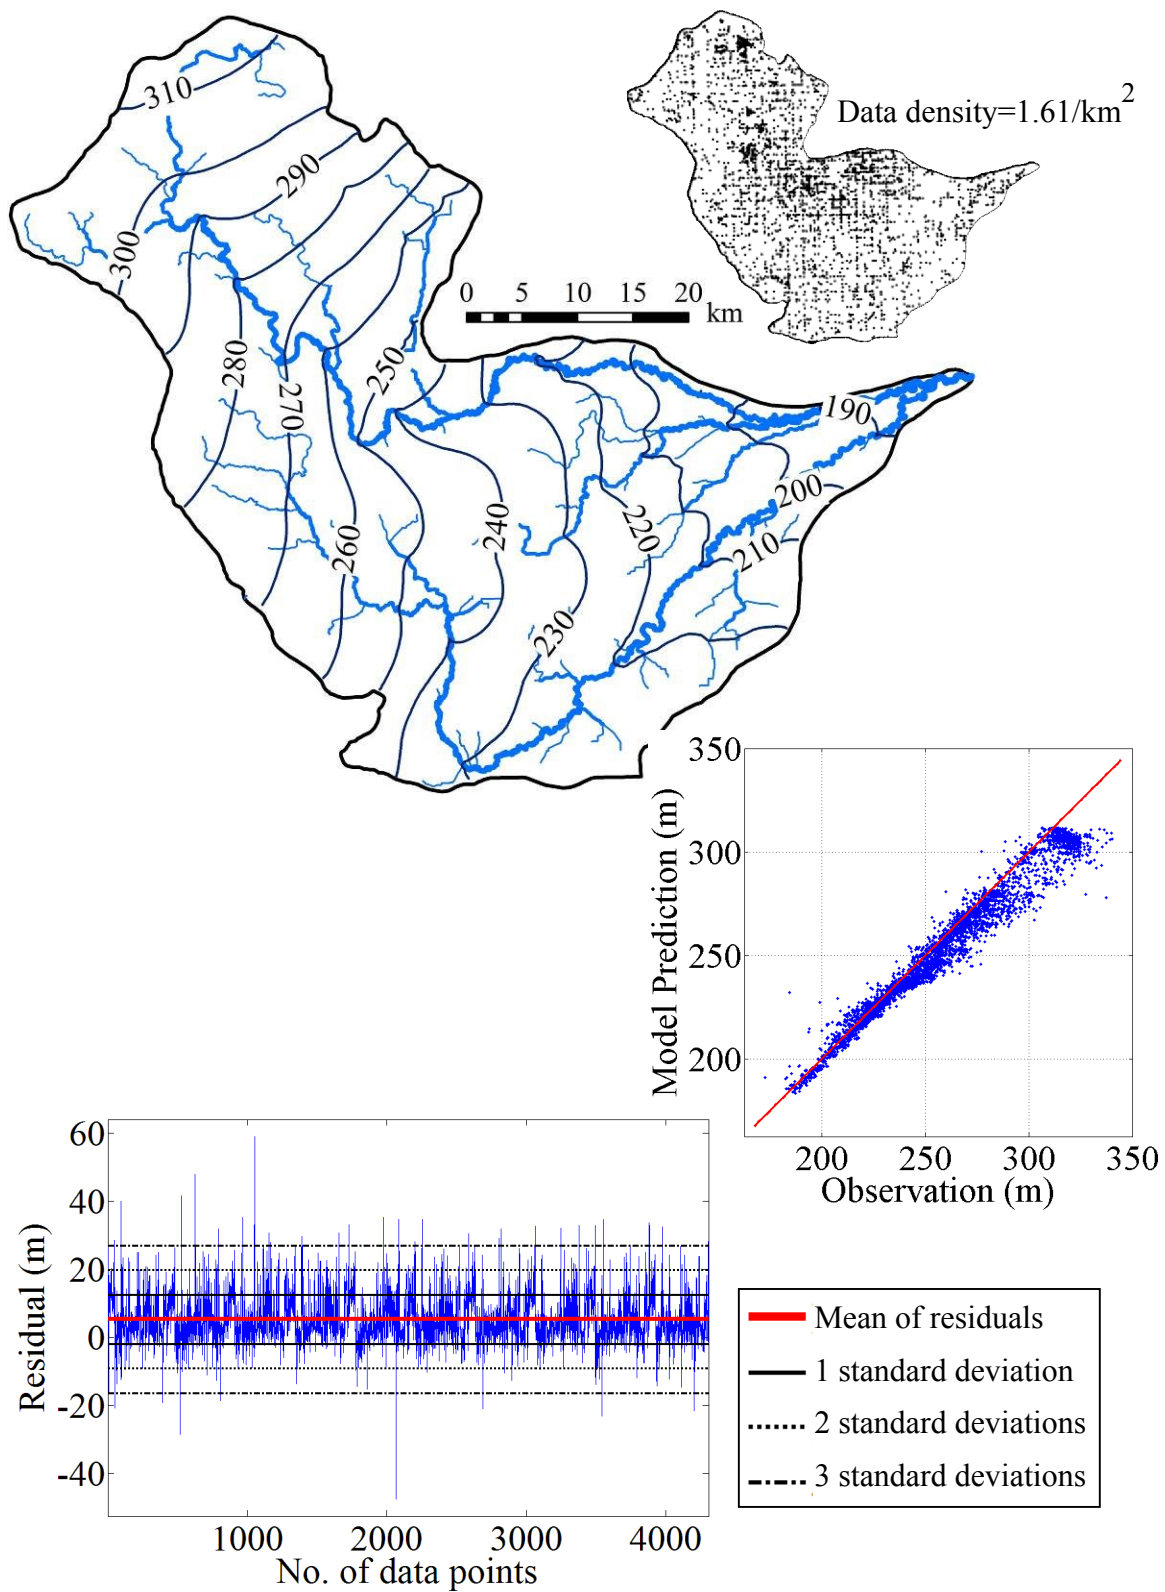 310
290
300
280
270
250
260
240
230
220
210
200
190
Data density=1.61/km2
0 5 10 15 20
km
350
300
250
200
Model Prediction (m)
200 250 300 350
Observation (m)
60
40
20
0
-20
-40
Residual (m)
1000 2000 3000 4000
No. of data points
Mean of residuals
1 standard deviation
2 standard deviations
3 standard deviations